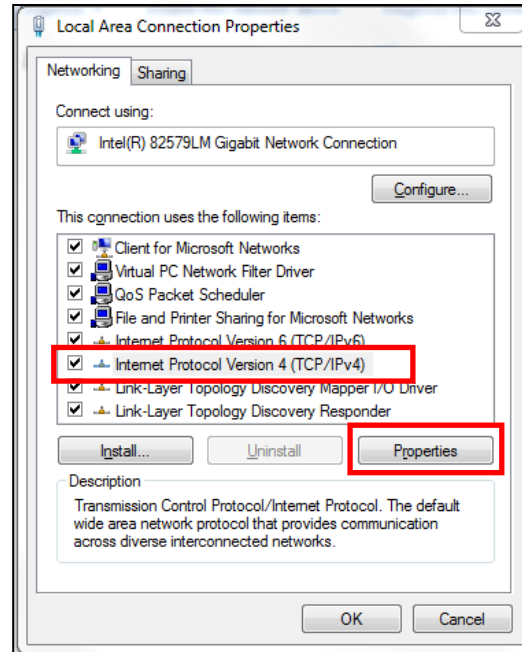 Local Area Connection Properties
Networking
Sharing
Connect using:
Intel(R) 82579LM Gigabit Network Connection
Configure...
This connection uses the following items:
Client for Microsoft Networks
Virtual PC Network Filter Driver
QoS Packet Scheduler
File and Printer Sharing for Microsoft Networks
Internet Protocol Version 6 (TCP/IPv6)
Internet Protocol Version 4 (TCP/IPv4)
Link-Layer Topology Discovery Mapper I/O Driver
Link-Layer Topology Discovery Responder
Install...
Uninstall
Properties
Description
Transmission Control Protocol/Internet Protocol. The default
wide area network protocol that provides communication
across diverse interconnected networks.
OK
Cancel